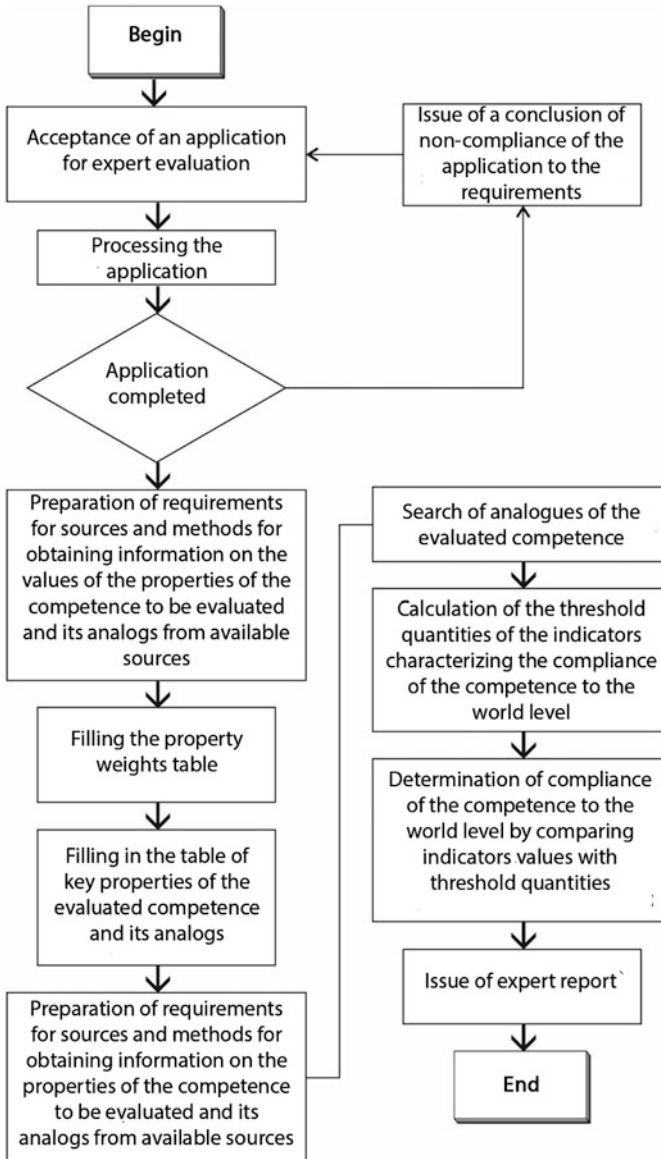 Begin
Acceptance of an application
for expert evaluation
Issue of a conclusion of
non-compliance of the
application to the
requirements
Processing the
application
Application
completed
Preparation of requirements
for sources and methods for
obtaining information on the
values of the properties of the
competence to be evaluated
and its analogs from available
sources
Filling the property
weights table
Filling in the table of
key properties of the
evaluated competence
and its analogs
Preparation of requirements
for sources and methods for
obtaining information on the
properties of the competence
to be evaluated and its
analogs from available sources
Search of analogues of the
evaluated competence
Calculation of the threshold
quantities of the indicators
characterizing the compliance
of the competence to the
world level
Determination of compliance
of the competence to the
world level by comparing
indicators values with
threshold quantities
Issue of expert report
End